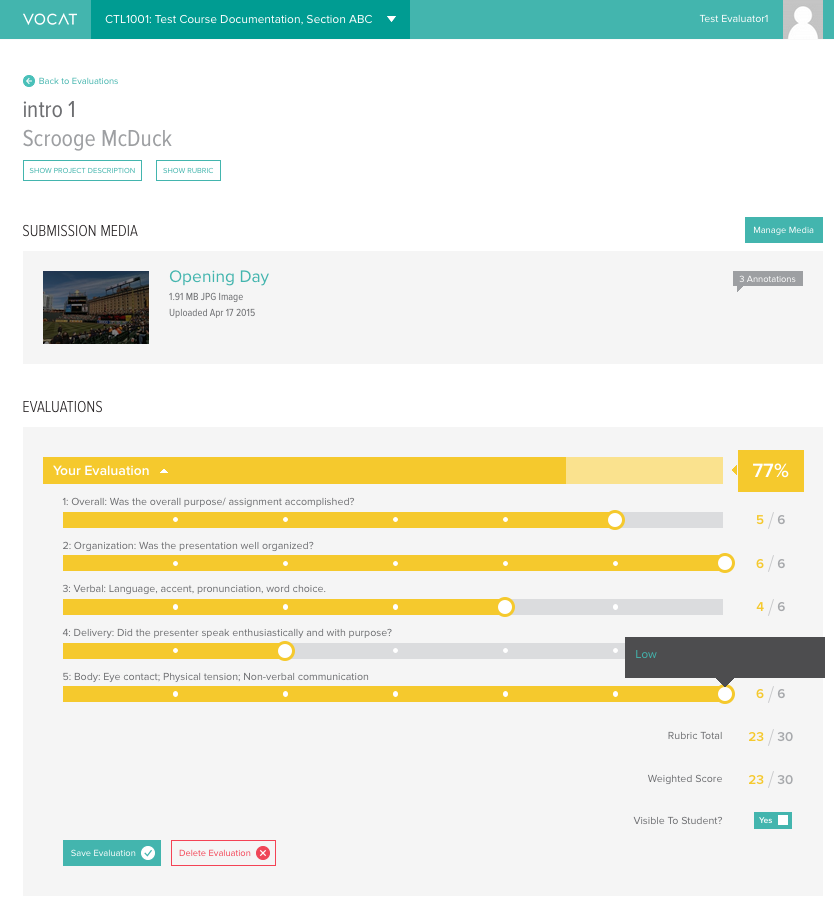 VOCAT
CTL1001: Test Course Documentation, Section ABC
Test Evaluator1
Back to Evaluations
intro 1
Scrooge McDuck
SHOW PROJECT DESCRIPTION
SHOW RUBRIC
SUBMISSION MEDIA
Manage Media
Opening Day
3 Annotations
1.91 MB JPG Image
Uploaded Apr 17 2015
EVALUATIONS
Your Evaluation
77%
1: Overall: Was the overall purpose/ assignment accomplished?
5 / 6
2: Organization: Was the presentation well organized?
6 / 6
3: Verbal: Language, accent, pronunciation, word choice.
4 / 6
4: Delivery: Did the presenter speak enthusiastically and with purpose?
Low
5: Body: Eye contact; Physical tension; Non-verbal communication
6 / 6
Rubric Total
23 / 30
Weighted Score
23 / 30
Visible To Student?
Yes
Save Evaluation
Delete Evaluation